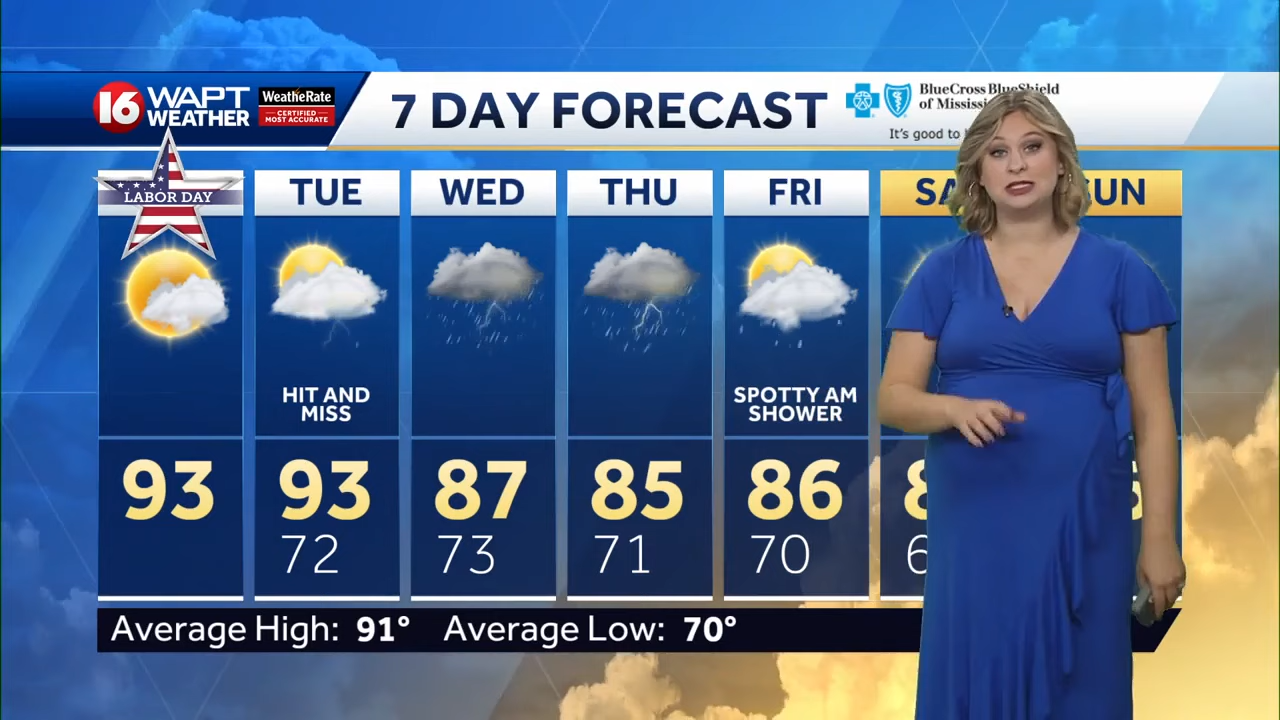 16 WAPT WEATHER
WeatheRate
CERTIFIED
MOST ACCURATE
7 DAY FORECAST
BlueCross BlueShield
of
It's good to
LABOR DAY
TUE
WED
THU
FRI
SUN
HIT AND
MISS
SPOTTY AM
SHOWER
93
93
87
85
86
72
73
71
70
Average High: 91° Average Low: 70°